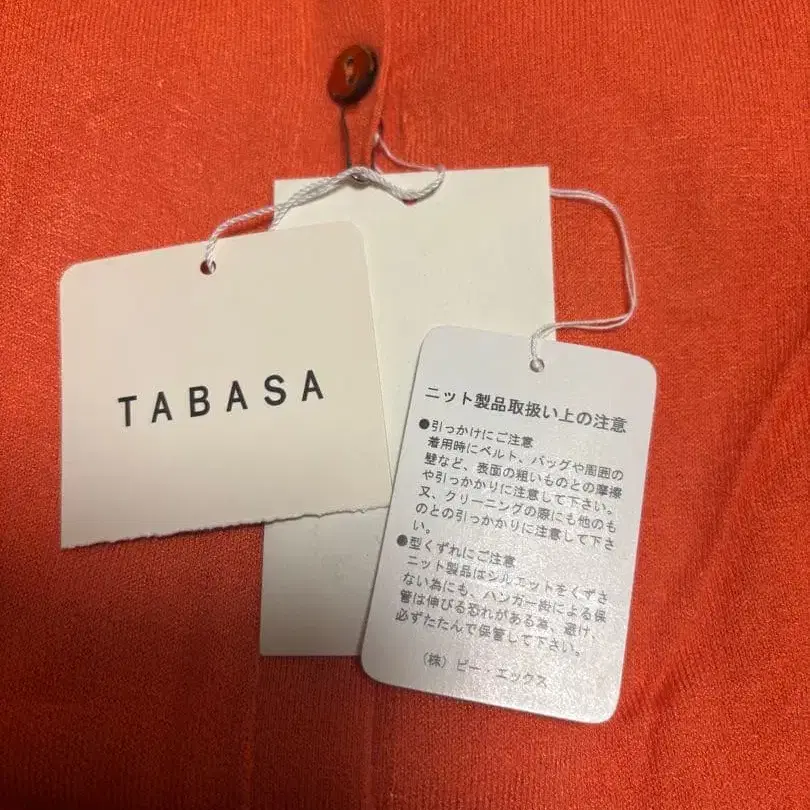 TABASA
ニット製品取扱い上の注意
●引っかけにご注意
着用時にベルト、バッグや周囲の
壁など、表面の粗いものとの摩擦
や引っかかりに注意して下さい。
又、クリーニングの際にも他のも
のとの引っかかりに注意して下さ
い。
●型くずれにご注意
ニット製品はシルエットをくずさ
ない為にも、ハンガー掛による保
管は伸びる恐れがある為、避け、
必ずたたんで保管して下さい。
（株）ビー・エックス